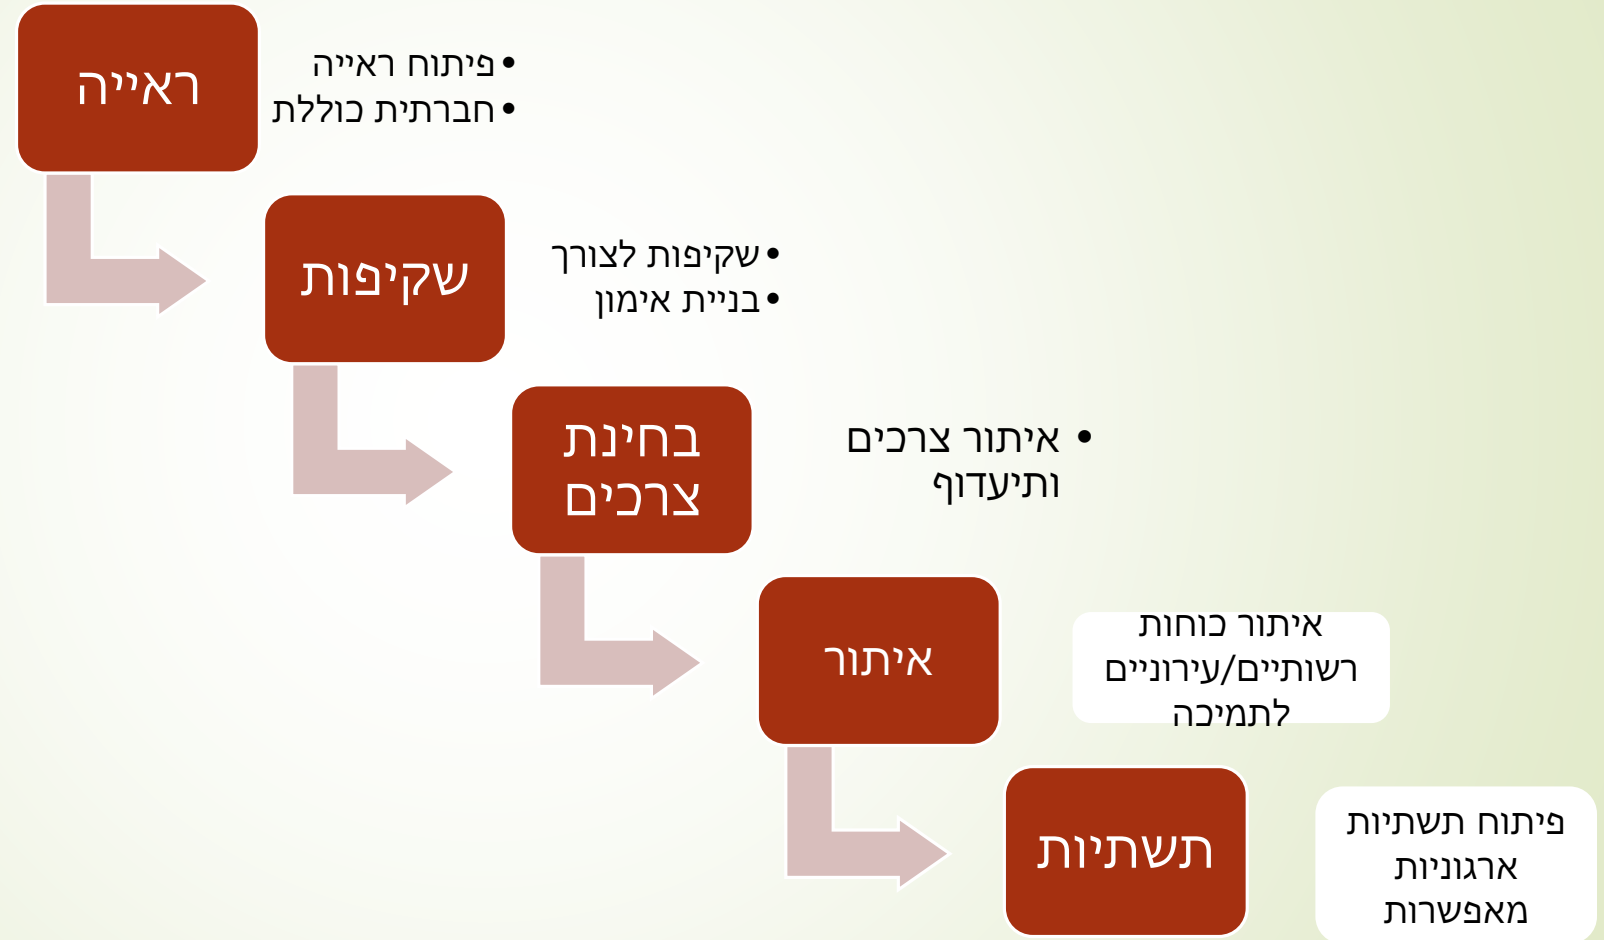 ראייה
•פיתוח ראייה
•חברתית כוללת
שקיפות
•שקיפות לצורך
•בניית אימון
בחינת
צרכים
• איתור צרכים
ותיעדוף
איתור
איתור כוחות
רשותיים/עירוניים
לתמיכה
תשתיות
פיתוח תשתיות
ארגוניות
מאפשרות